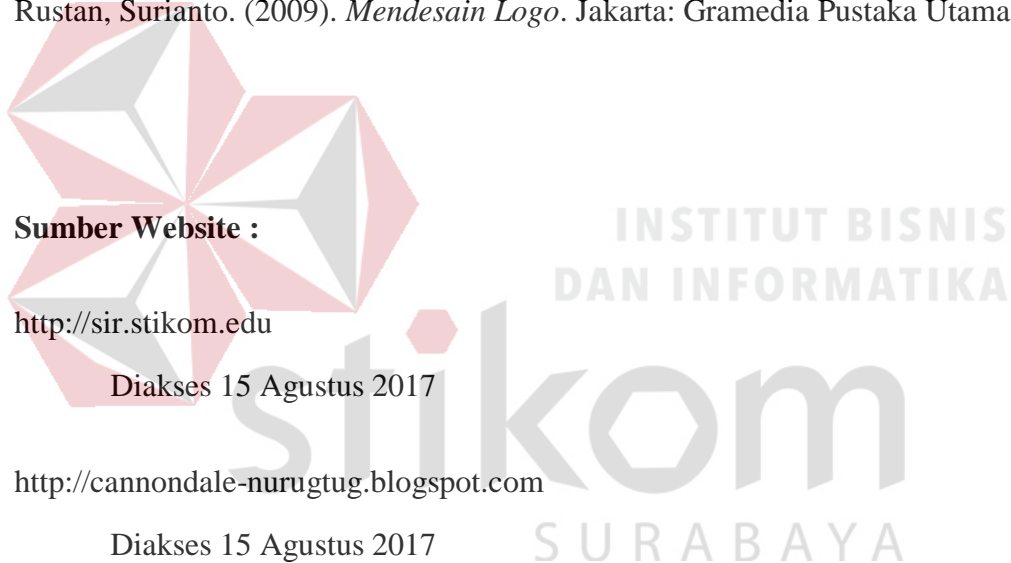 Rustan, Surianto. (2009). Mendesain Logo. Jakarta: Gramedia Pustaka Utama
Sumber Website :
INSTITUT BISNIS
DAN INFORMATIKA
http://sir.stikom.edu
Diakses 15 Agustus 2017
stikom
http://cannondale-nurugtug.blogspot.com
Diakses 15 Agustus 2017
SURABAYA